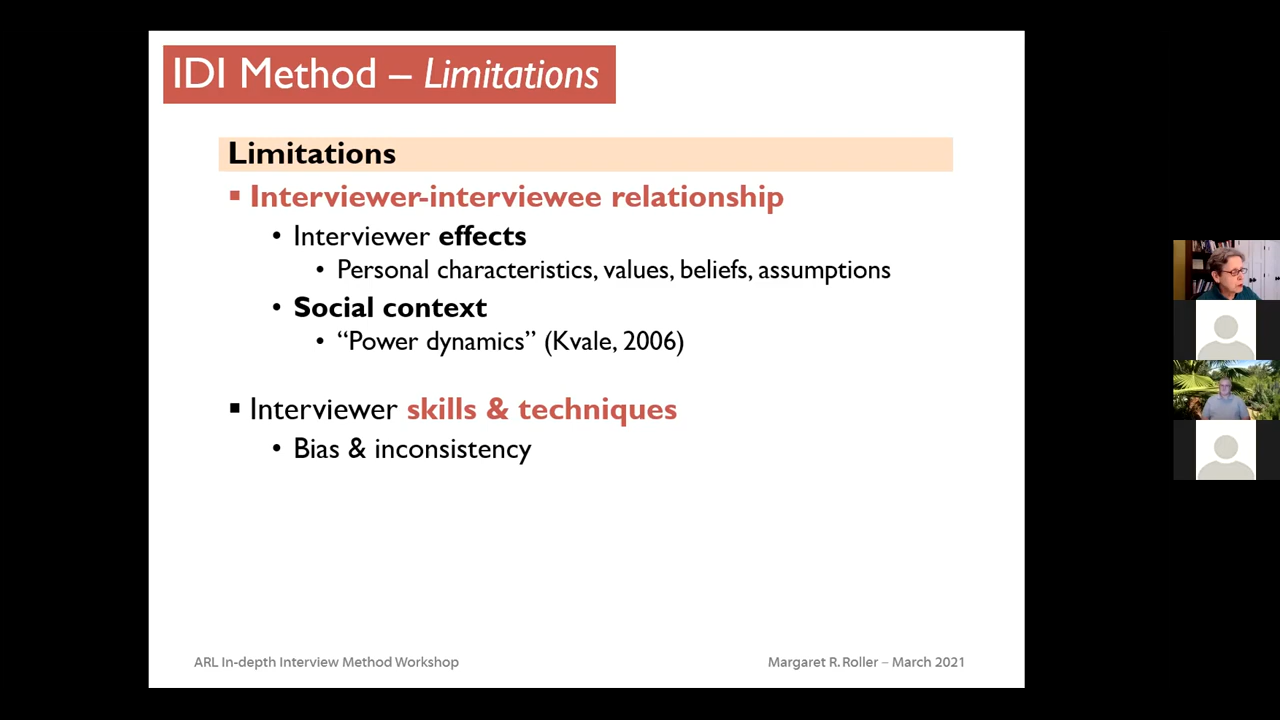 IDI Method – Limitations
Limitations
▪ Interviewer-interviewee relationship
• Interviewer effects
• Personal characteristics, values, beliefs, assumptions
• Social context
• “Power dynamics” (Kvale, 2006)
▪ Interviewer skills & techniques
• Bias & inconsistency
ARL In-depth Interview Method Workshop
Margaret R. Roller – March 2021